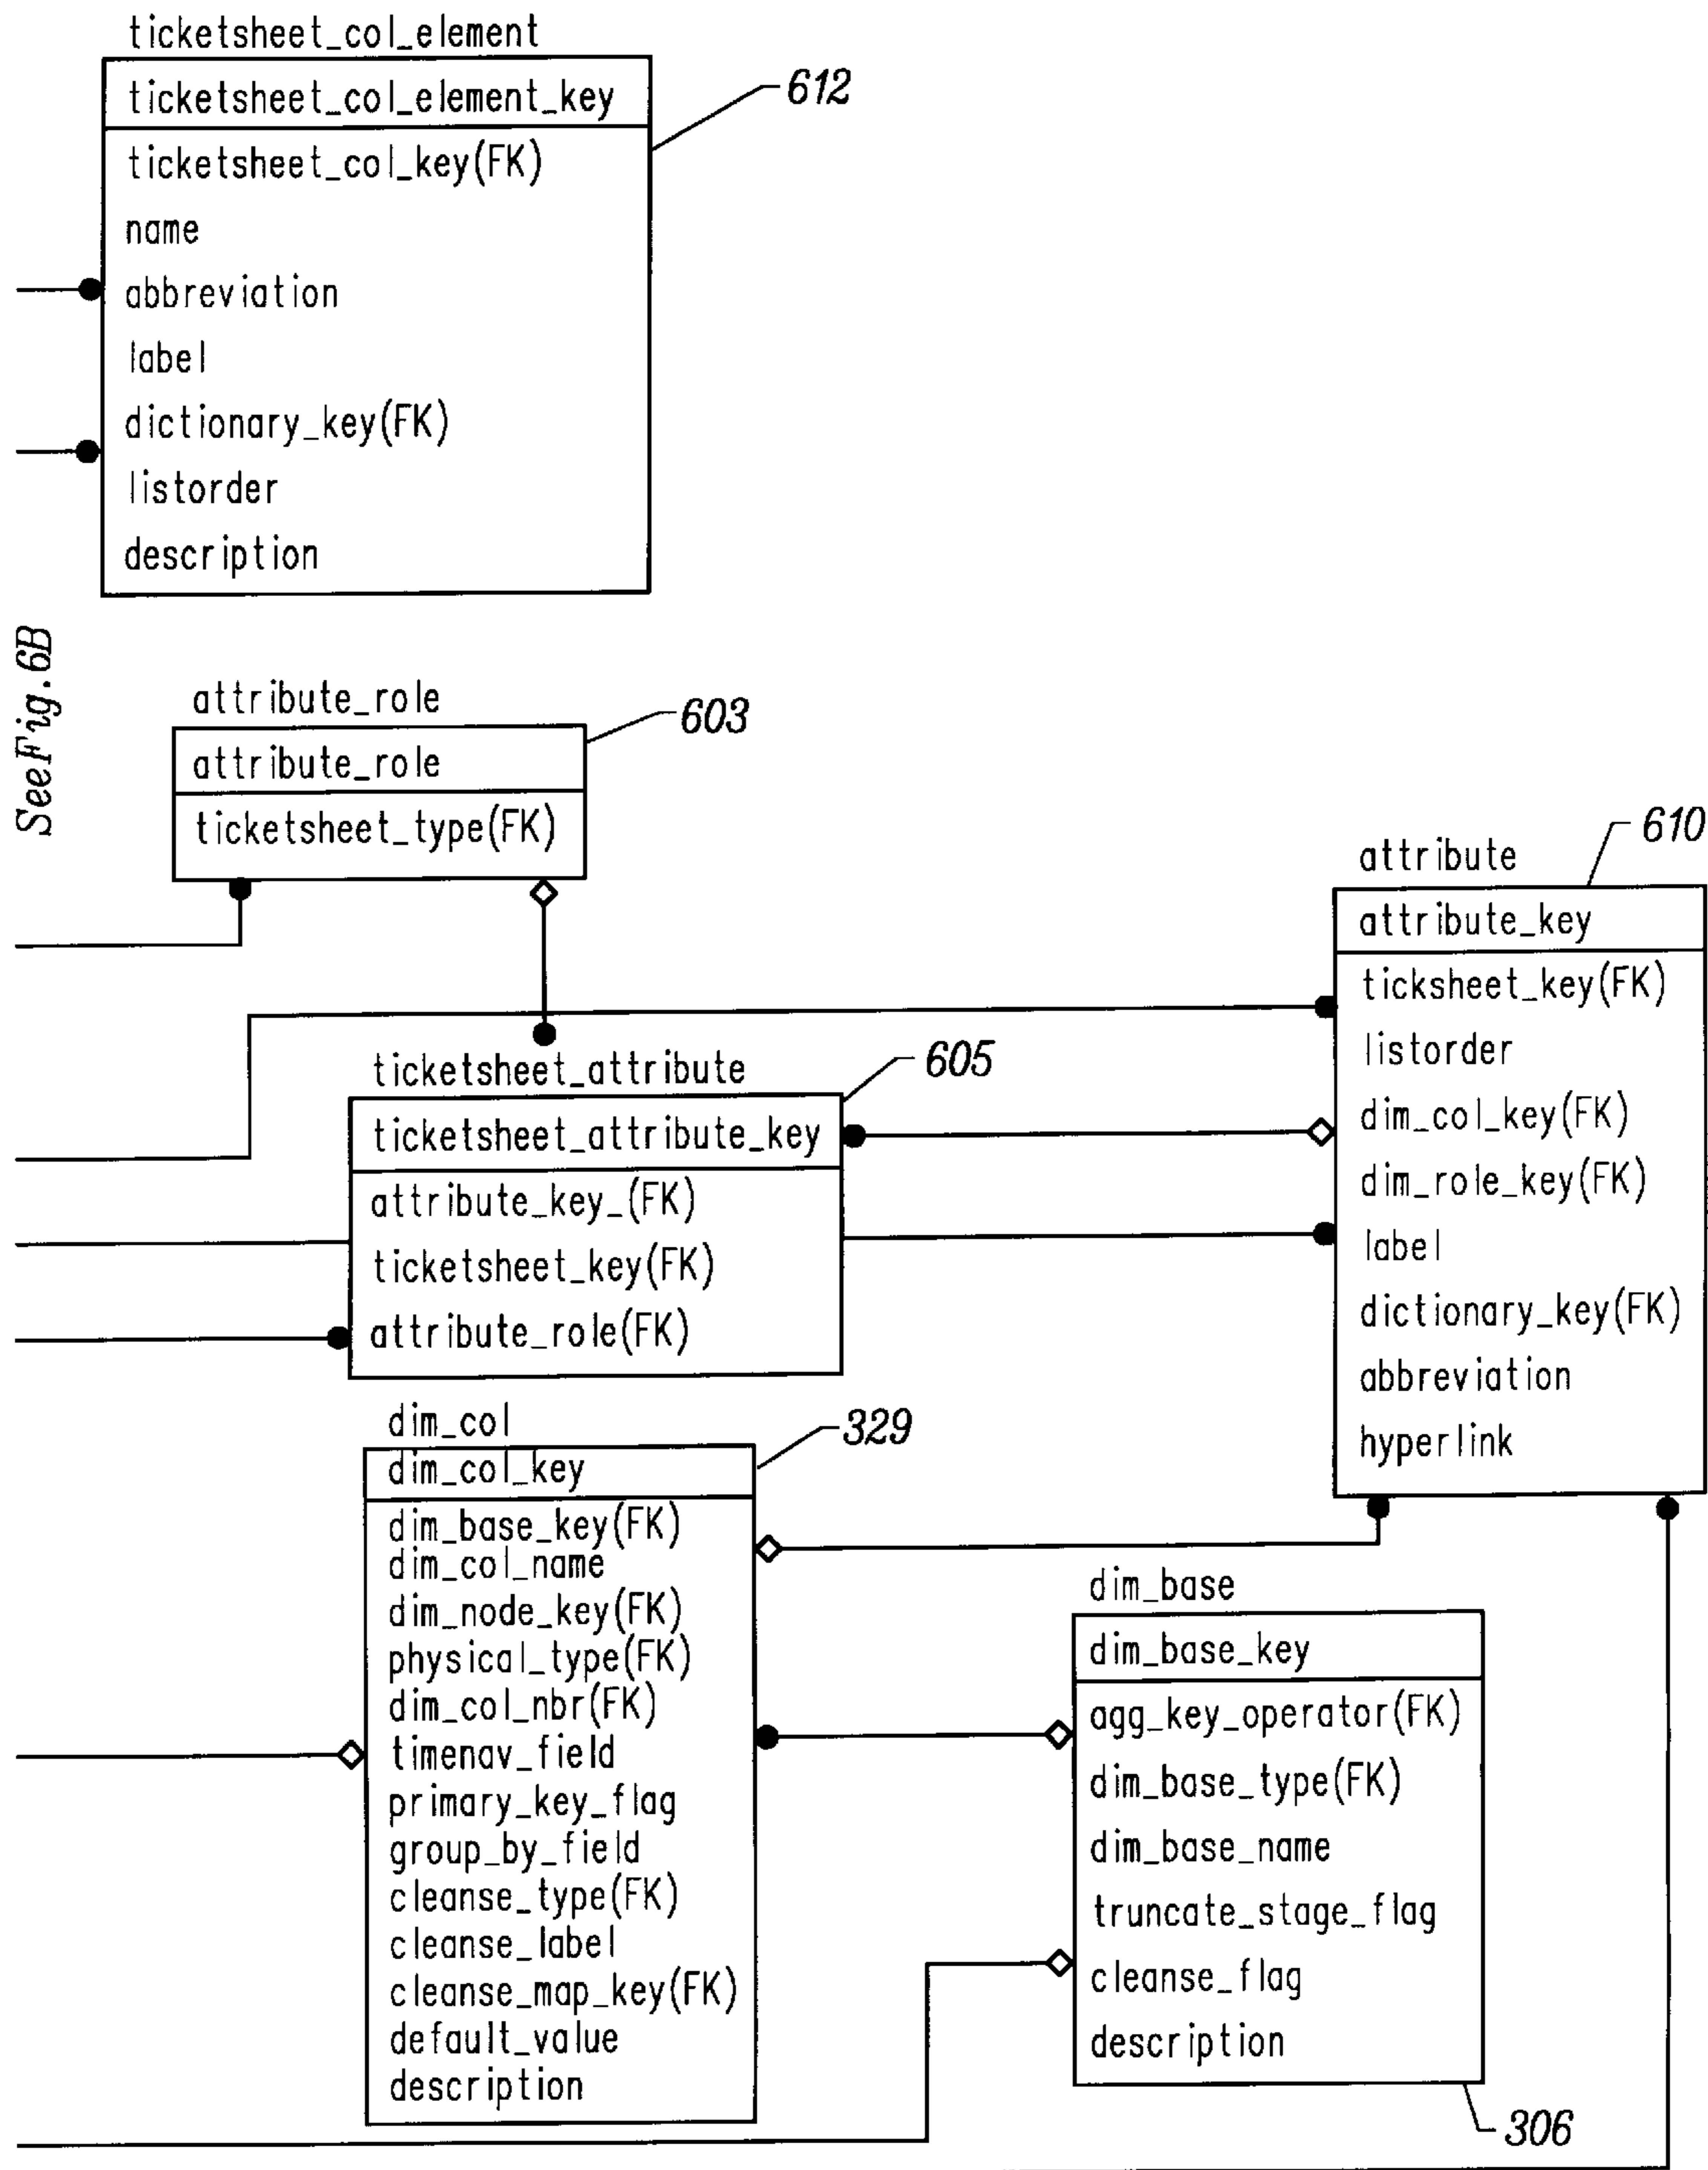 ticketsheet_col_element
ticketsheet_col_element_key
612
ticketsheet_col_key(FK)
name
abbreviation
label
dictionary_key(FK)
listorder
description
SeeFig.6B
attribute_role
603
attribute_role
ticketsheet_type(FK)
610
attribute
attribute_key
ticksheet_key(FK)
listorder
dim_col_key(FK)
dim_role_key(FK)
label
dictionary_key(FK)
abbreviation
hyperlink
ticketsheet_attribute
605
ticketsheet_attribute_key
attribute_key_(FK)
ticketsheet_key(FK)
attribute_role(FK)
dim_col
329
dim_col_key
dim_base_key(FK)
dim_col_name
dim_node_key(FK)
physical_type(FK)
dim_col_nbr(FK)
timenav_field
primary_key_flag
group_by_field
cleanse_type(FK)
cleanse_label
cleanse_map_key(FK)
default_value
description
dim_base
dim_base_key
agg_key_operator(FK)
dim_base_type(FK)
dim_base_name
truncate_stage_flag
cleanse_flag
description
306